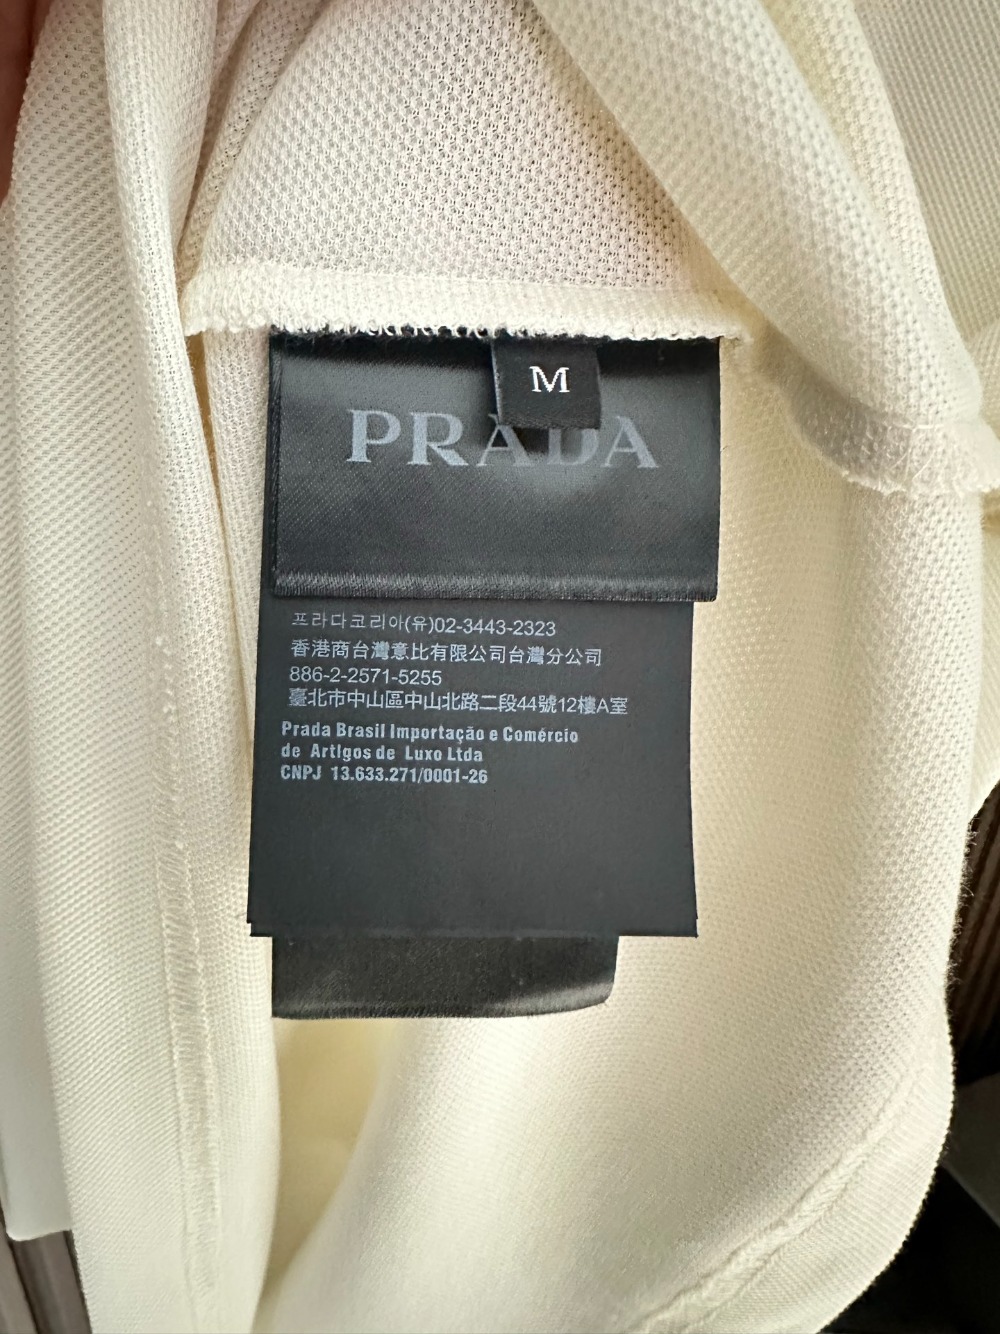 M
PRADA
프라다코리아(유)02-3443-2323
香港商台灣意比有限公司台灣分公司
886-2-2571-5255
臺北市中山區中山北路二段44號12樓A室
Prada Brasil Importação e Comércio
de Artigos de Luxo Ltda
CNPJ 13.633.271/0001-26